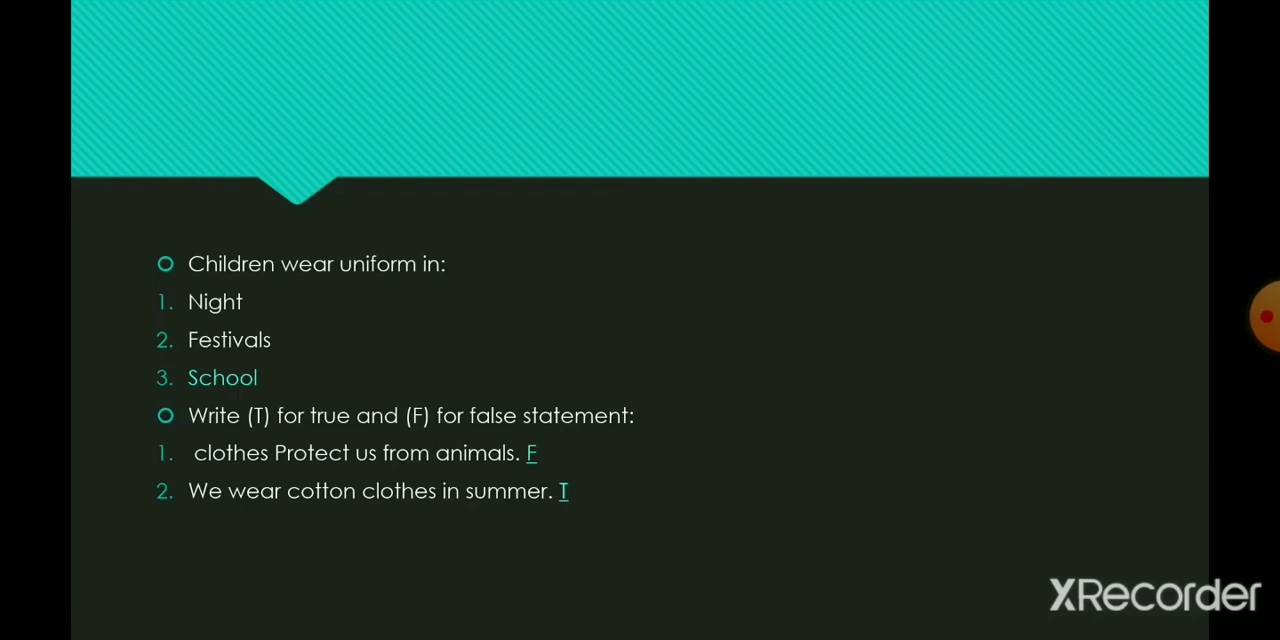 Children wear uniform in:
1. Night
2. Festivals
3. School
Write (T) for true and (F) for false statement:
1. clothes Protect us from animals. F
2. We wear cotton clothes in summer. T
XRecorder